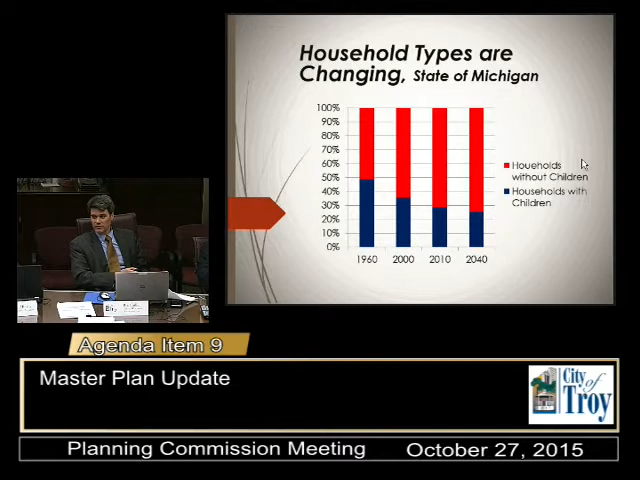 Household Types are
Changing, State of Michigan
100%
90%
80%
70%
60%
50%
40%
30%
20%
10%
0%
1960
2000
2010
2040
Houeholds
without Children
Households with
Children
Agenda Item 9
Master Plan Update
City
of
Troy
Planning Commission Meeting
October 27, 2015